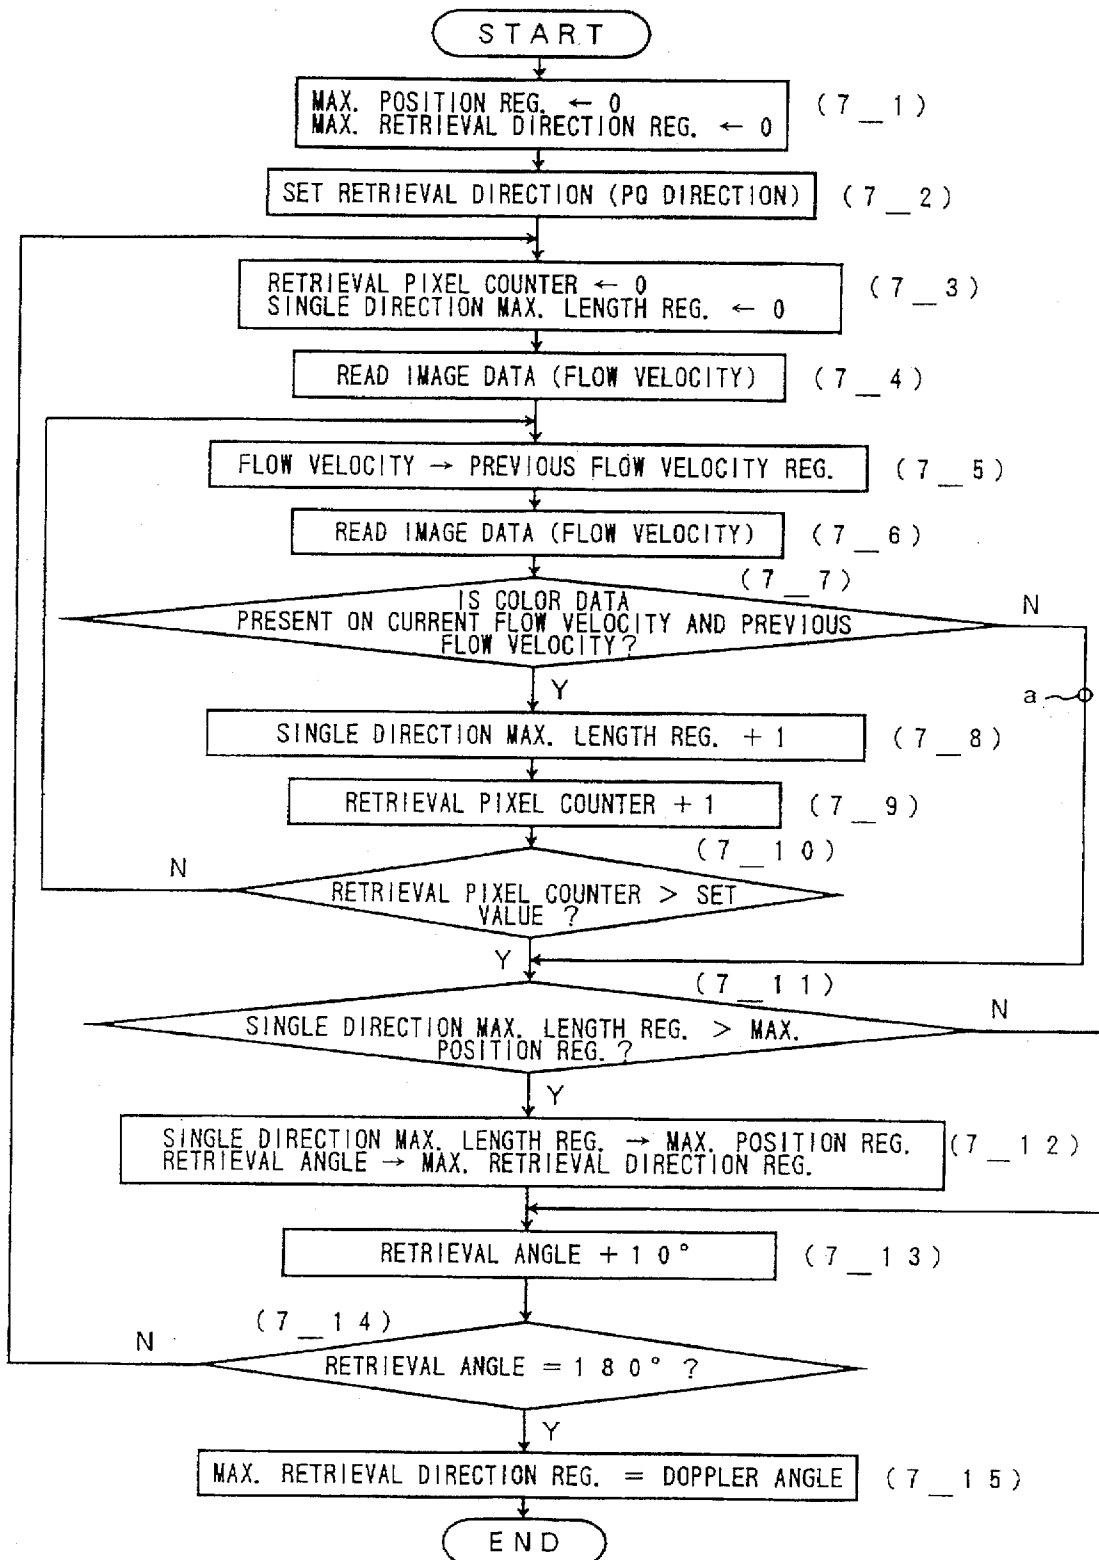 START
MAX. POSITION REG. ← 0
MAX. RETRIEVAL DIRECTION REG. ← 0
(7_1)
SET RETRIEVAL DIRECTION (PQ DIRECTION)
(7_2)
RETRIEVAL PIXEL COUNTER ← 0
SINGLE DIRECTION MAX. LENGTH REG. ← 0
(7_3)
READ IMAGE DATA (FLOW VELOCITY)
(7_4)
FLOW VELOCITY → PREVIOUS FLOW VELOCITY REG.
(7_5)
READ IMAGE DATA (FLOW VELOCITY)
(7_6)
(7_7)
IS COLOR DATA
PRESENT ON CURRENT FLOW VELOCITY AND PREVIOUS
FLOW VELOCITY?
N
Y
a
SINGLE DIRECTION MAX. LENGTH REG. +1
(7_8)
RETRIEVAL PIXEL COUNTER +1
(7_9)
(7_10)
N
RETRIEVAL PIXEL COUNTER > SET
VALUE ?
Y
(7_11)
N
SINGLE DIRECTION MAX. LENGTH REG. > MAX.
POSITION REG.?
Y
SINGLE DIRECTION MAX. LENGTH REG. → MAX. POSITION REG.
RETRIEVAL ANGLE → MAX. RETRIEVAL DIRECTION REG.
(7_12)
RETRIEVAL ANGLE +10°
(7_13)
(7_14)
N
RETRIEVAL ANGLE =180° ?
Y
MAX. RETRIEVAL DIRECTION REG. = DOPPLER ANGLE
(7_15)
END